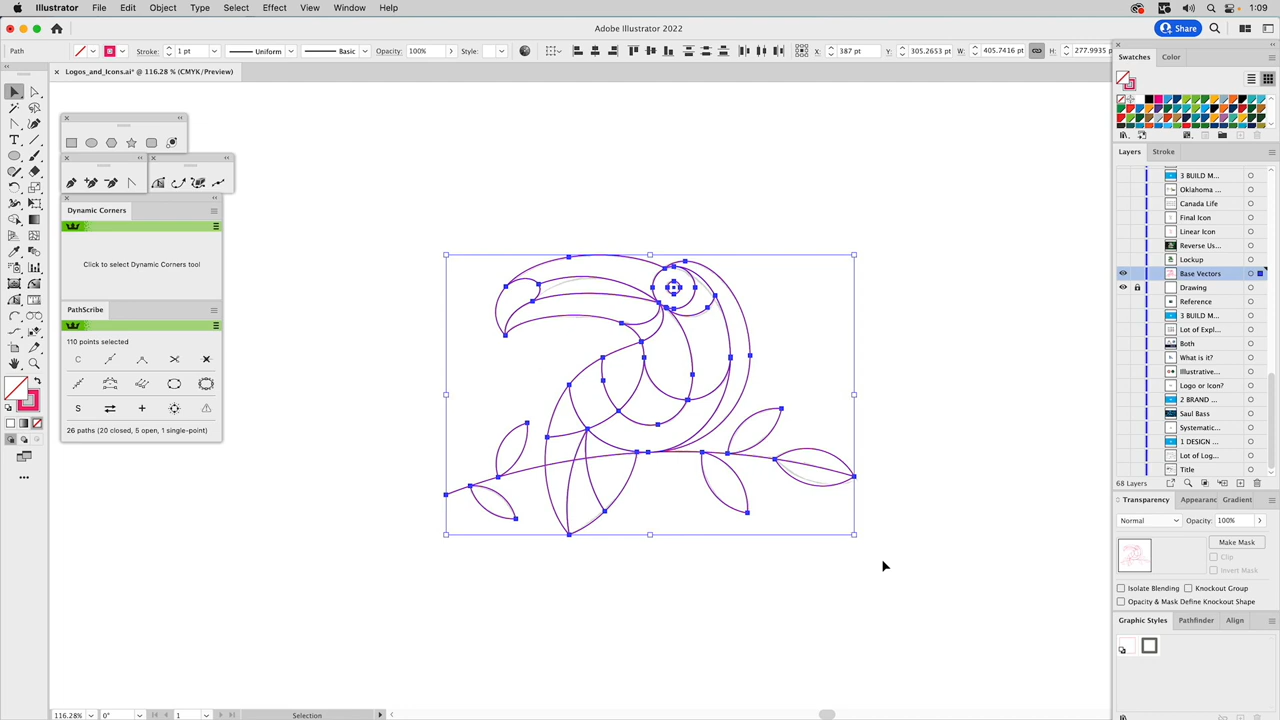 Illustrator File Edit Object Type Select Effect View Window Help 1:09
Adobe Illustrator 2022 Share
Path Stroke: 1 pt Uniform Basic Opacity: 100% Style: X: 387 pt Y: 305.2653 pt W: 405.7416 pt H: 277.9935
× Logos_and_Icons.ai* @ 116.28 % (CMYK/Preview)
Swatches Color
Layers Stroke
3 BUILD M...
Oklahoma ...
Canada Life
Final Icon
Linear Icon
Reverse Us...
Lockup
Base Vectors
Drawing
Reference
3 BUILD M...
Lot of Expl...
Both
What is it?
Illustrative...
Logo or Icon?
2 BRAND ...
Saul Bass
Systematic...
1 DESIGN ...
Lot of Log...
Title
68 Layers
Dynamic Corners
Click to select Dynamic Corners tool
PathScribe
110 points selected
26 paths (20 closed, 5 open, 1 single-point)
Transparency Appearanc Gradient
Normal Opacity: 100%
Make Mask
Clip
Invert Mask
Isolate Blending Knockout Group
Opacity & Mask Define Knockout Shape
Graphic Styles Pathfinder Align
116.28% 0° 1 Selection